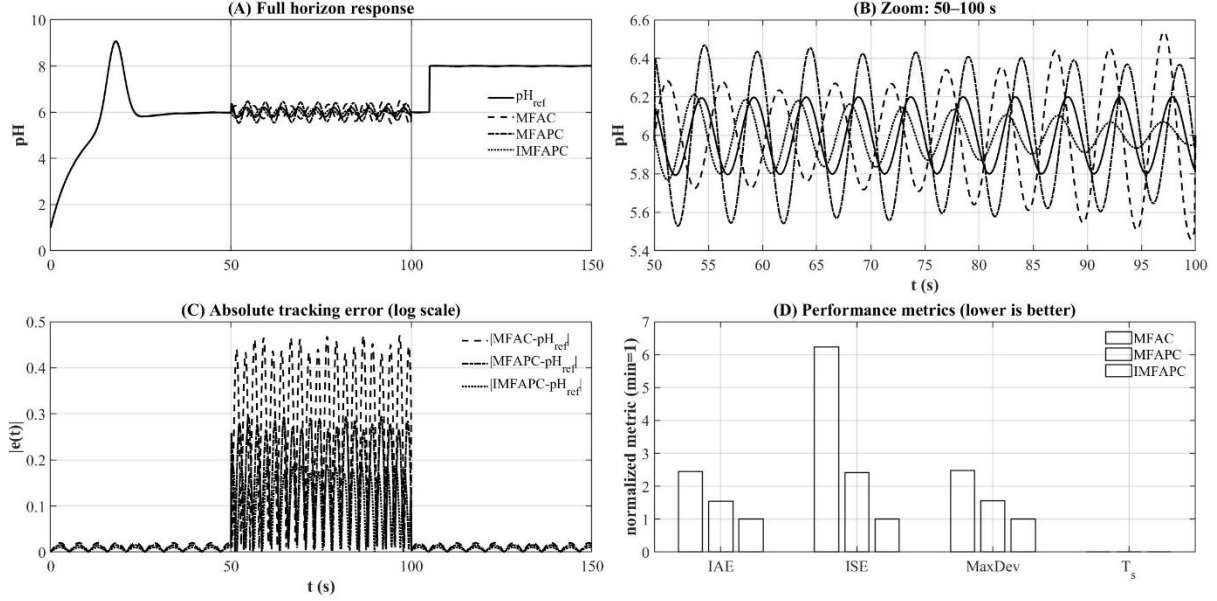 (A) Full horizon response
10
8
6
4
2
0
pH
pH_ref
MFAC
MFAPC
IMFAPC
0
50
100
150
(B) Zoom: 50–100 s
6.6
6.4
6.2
6
5.8
5.6
5.4
pH
50
55
60
65
70
75
80
85
90
95
100
t (s)
(C) Absolute tracking error (log scale)
0.5
0.4
0.3
0.2
0.1
0
|e(t)|
|MFAC-pH_ref|
|MFAPC-pH_ref|
|IMFAPC-pH_ref|
0
50
100
150
t (s)
(D) Performance metrics (lower is better)
7
6
5
4
3
2
1
0
normalized metric (min=1)
MFAC
MFAPC
IMFAPC
IAE
ISE
MaxDev
T_s